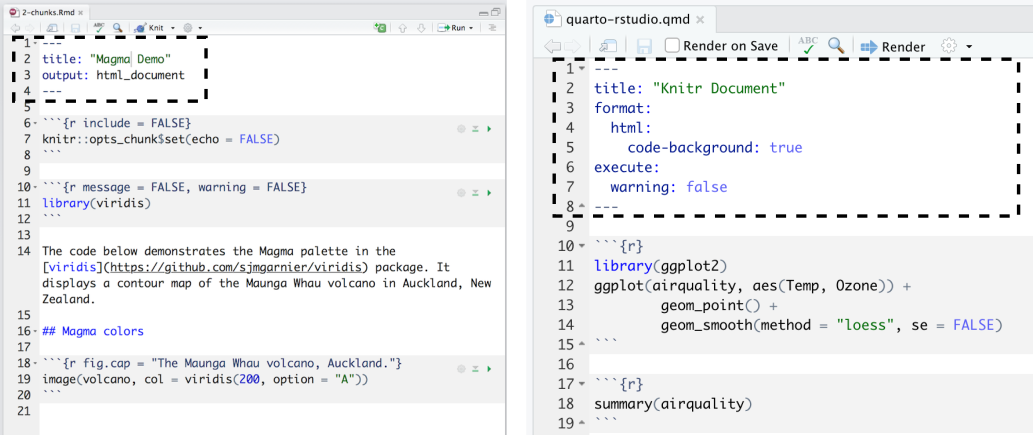 2-chunks.Rmd ×
ABC Knit Run
1 ---
2 title: "Magma Demo"
3 output: html_document
4 ---
5
6 ```{r include = FALSE}
7 knitr::opts_chunk$set(echo = FALSE)
8 ```
9
10 ```{r message = FALSE, warning = FALSE}
11 library(viridis)
12 ```
13
14 The code below demonstrates the Magma palette in the
[viridis](https://github.com/sjmgarnier/viridis) package. It
displays a contour map of the Maunga Whau volcano in Auckland, New
Zealand.
15
16 ## Magma colors
17
18 ```{r fig.cap = "The Maunga Whau volcano, Auckland."}
19 image(volcano, col = viridis(200, option = "A"))
20 ```
21
quarto-rstudio.qmd ×
Render on Save ABC Render
1 ---
2 title: "Knitr Document"
3 format:
4   html:
5     code-background: true
6 execute:
7   warning: false
8 ---
9
10 ```{r}
11 library(ggplot2)
12 ggplot(airquality, aes(Temp, Ozone)) +
13         geom_point() +
14         geom_smooth(method = "loess", se = FALSE)
15 ```
16
17 ```{r}
18 summary(airquality)
19 ```